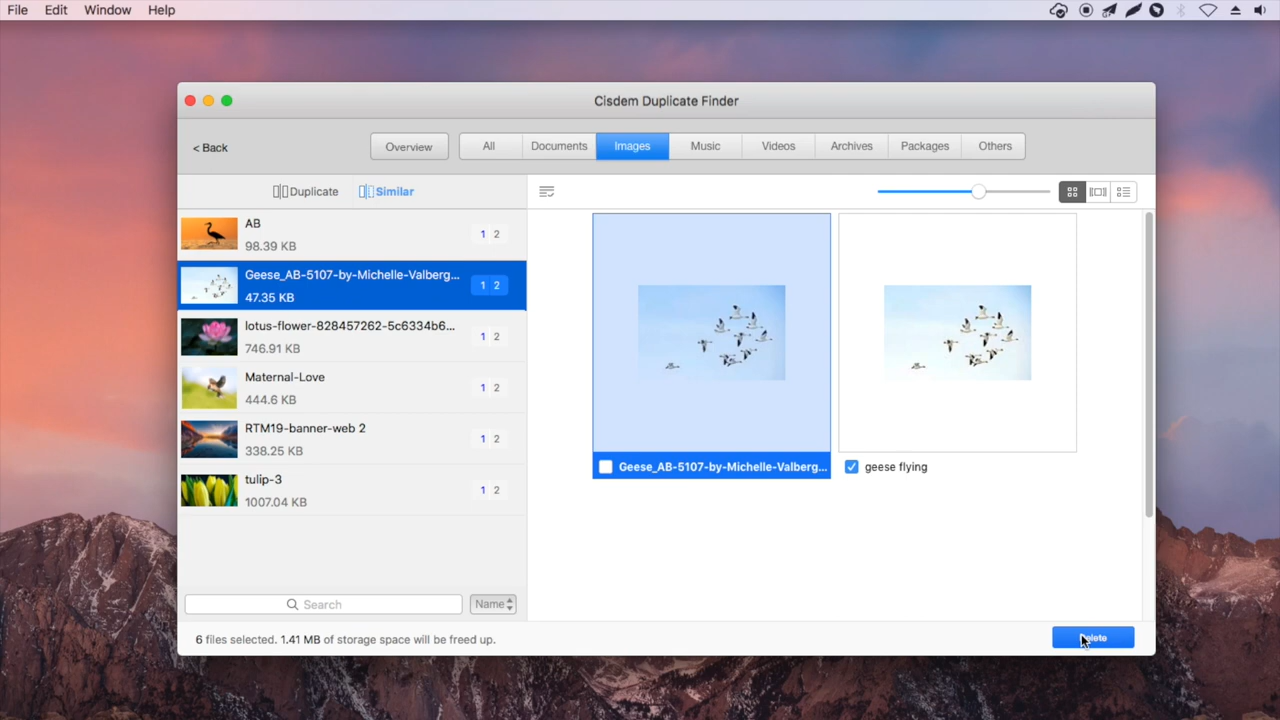 File Edit Window Help
Cisdem Duplicate Finder
< Back
Overview
All Documents Images Music Videos Archives Packages Others
Duplicate Similar
AB
98.39 KB
1 2
Geese_AB-5107-by-Michelle-Valberg...
47.35 KB
1 2
lotus-flower-828457262-5c6334b6...
746.91 KB
1 2
Maternal-Love
444.6 KB
1 2
RTM19-banner-web 2
338.25 KB
1 2
tulip-3
1007.04 KB
1 2
Geese_AB-5107-by-Michelle-Valberg...
geese flying
Search
Name
6 files selected. 1.41 MB of storage space will be freed up.
Delete